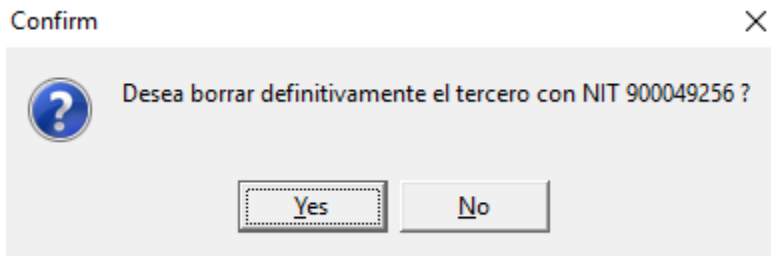 Confirm
Desea borrar definitivamente el tercero con NIT 900049256 ?
Yes
No